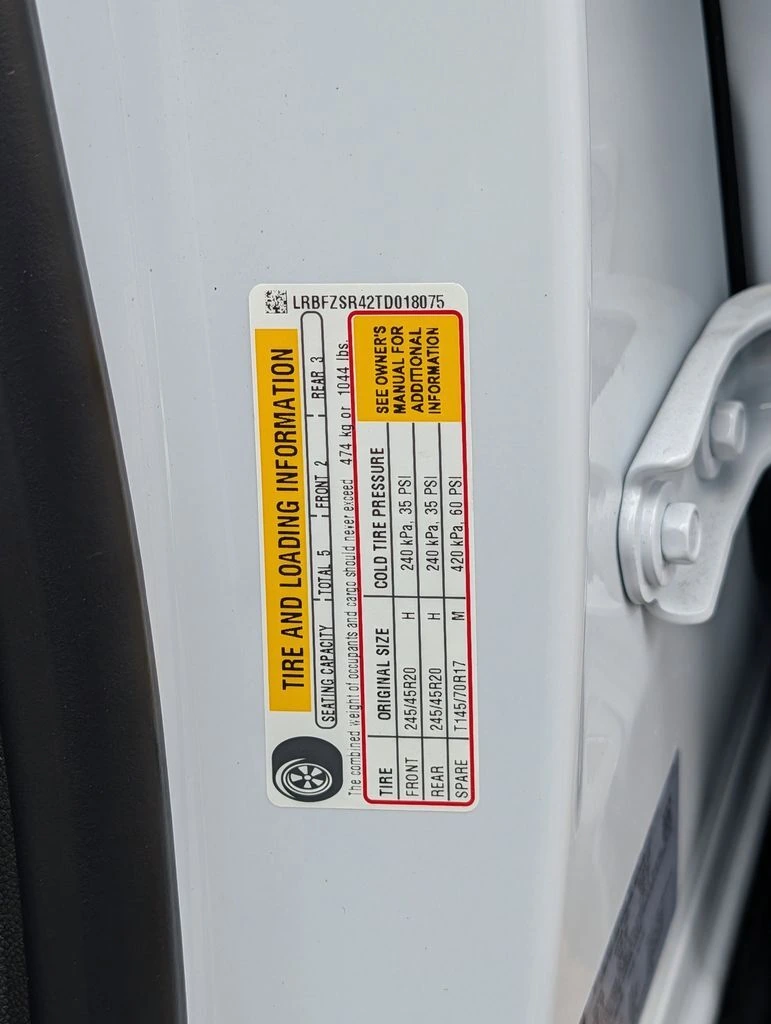 LRBFZSR42TD018075
TIRE AND LOADING INFORMATION
SEATING CAPACITY TOTAL 5 FRONT 2 REAR 3
The combined weight of occupants and cargo should never exceed 474 kg or 1044 lbs.
TIRE ORIGINAL SIZE COLD TIRE PRESSURE
FRONT 245/45R20 H 240 kPa, 35 PSI
REAR 245/45R20 H 240 kPa, 35 PSI
SPARE T145/70R17 M 420 kPa, 60 PSI
SEE OWNER'S
MANUAL FOR
ADDITIONAL
INFORMATION